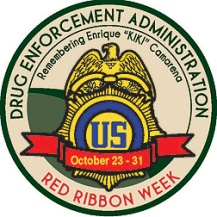 DRUG ENFORCEMENT ADMINISTRATION
Remembering Enrique "KIKI" Camarena
US
October 23 - 31
RED RIBBON WEEK